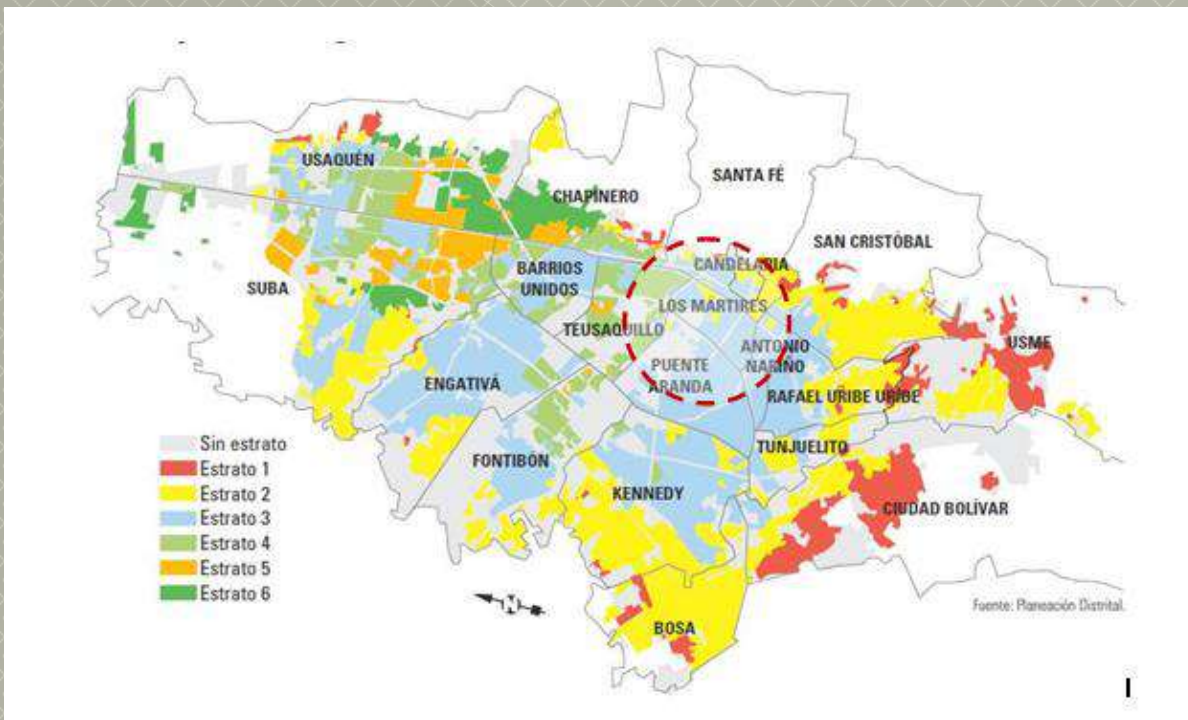 USAQUÉN
CHAPINERO
SANTA FÉ
SAN CRISTÓBAL
SUBA
BARRIOS
UNIDOS
CANDELARIA
LOS MARTIRES
TEUSAQUILLO
ANTONIO
NARIÑO
USME
PUENTE
ARANDA
ENGATIVÁ
RAFAEL URIBE URIBE
TUNJUELITO
FONTIBÓN
KENNEDY
CIUDAD BOLÍVAR
BOSA
Sin estrato
Estrato 1
Estrato 2
Estrato 3
Estrato 4
Estrato 5
Estrato 6
N
Fuente: Planeación Distrital.
I